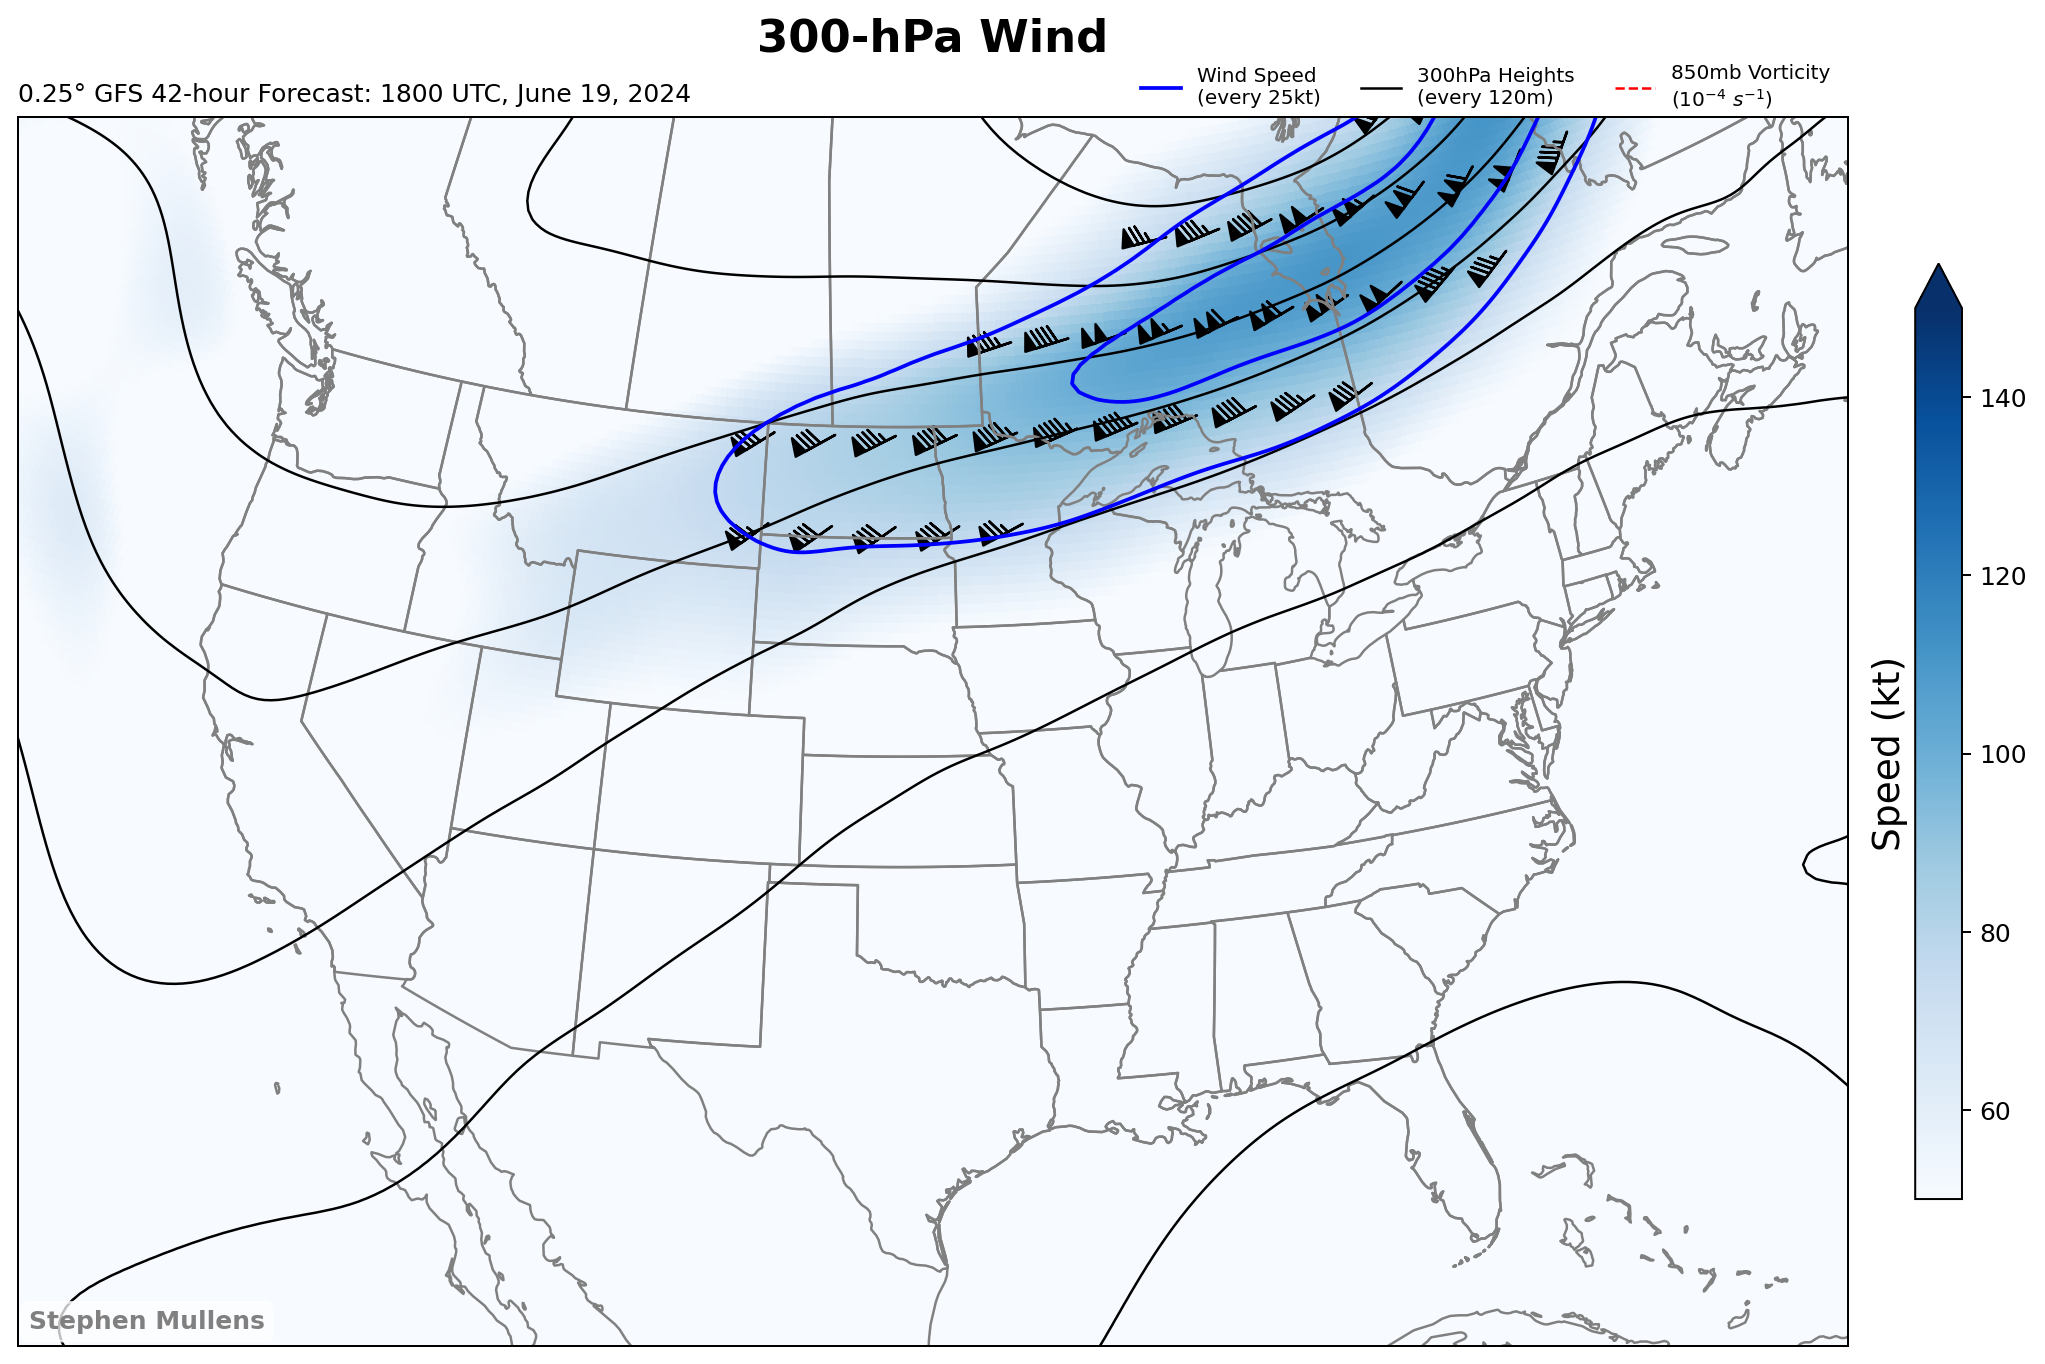 300-hPa Wind
0.25° GFS 42-hour Forecast: 1800 UTC, June 19, 2024
Wind Speed
(every 25kt)
300hPa Heights
(every 120m)
850mb Vorticity
(10⁻⁴ s⁻¹)
140
120
100
80
60
Speed (kt)
Stephen Mullens